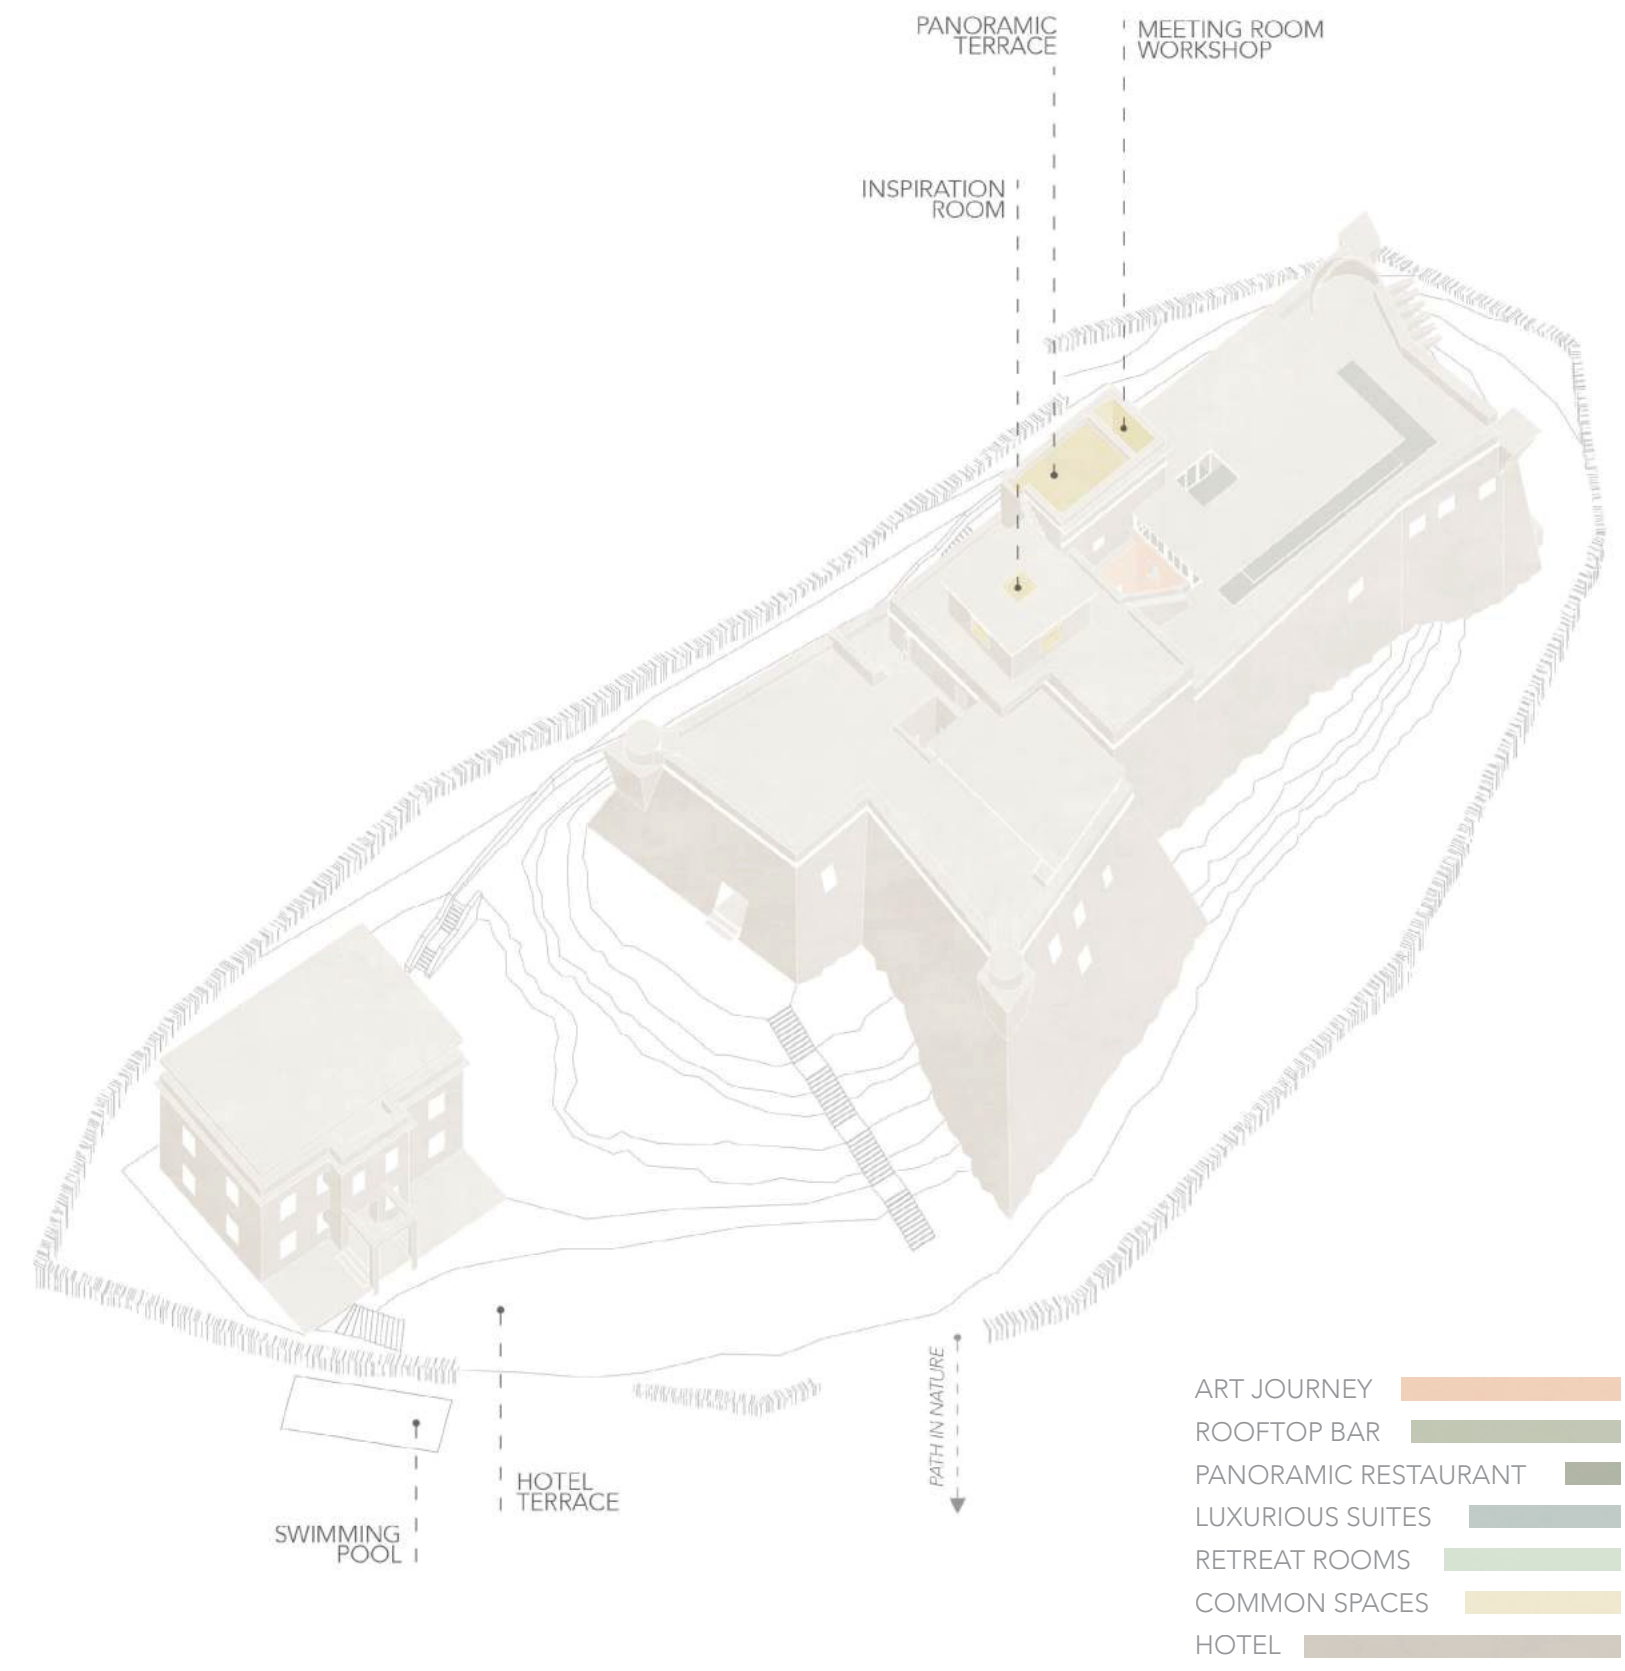 PANORAMIC
TERRACE
MEETING ROOM
WORKSHOP
INSPIRATION
ROOM
PATH IN NATURE
HOTEL
TERRACE
SWIMMING
POOL
ART JOURNEY
ROOFTOP BAR
PANORAMIC RESTAURANT
LUXURIOUS SUITES
RETREAT ROOMS
COMMON SPACES
HOTEL